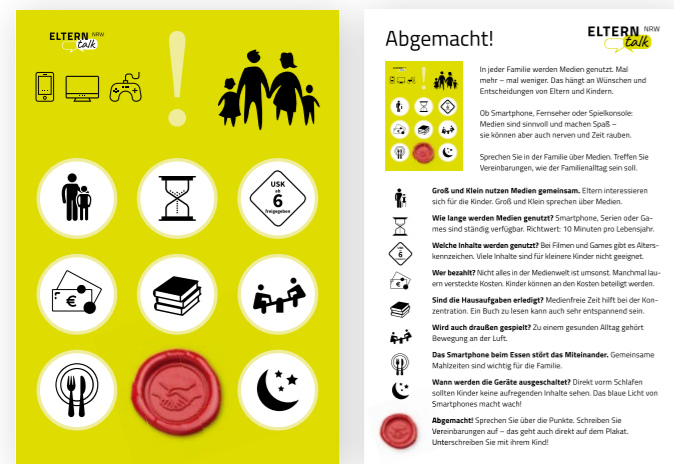 ELTERN NRW
talk
USK
ab
6
freigegeben
€
Abgemacht!
ELTERN NRW
talk
In jeder Familie werden Medien genutzt. Mal
mehr – mal weniger. Das hängt an Wünschen und
Entscheidungen von Eltern und Kindern.
Ob Smartphone, Fernseher oder Spielkonsole:
Medien sind sinnvoll und machen Spaß –
sie können aber auch nerven und Zeit rauben.
Sprechen Sie in der Familie über Medien. Treffen Sie
Vereinbarungen, wie der Familienalltag sein soll.
Groß und Klein nutzen Medien gemeinsam. Eltern interessieren
sich für die Kinder. Groß und Klein sprechen über Medien.
Wie lange werden Medien genutzt? Smartphone, Serien oder Ga-
mes sind ständig verfügbar. Richtwert: 10 Minuten pro Lebensjahr.
Welche Inhalte werden genutzt? Bei Filmen und Games gibt es Alters-
kennzeichen. Viele Inhalte sind für kleinere Kinder nicht geeignet.
Wer bezahlt? Nicht alles in der Medienwelt ist umsonst. Manchmal lau-
ern versteckte Kosten. Kinder können an den Kosten beteiligt werden.
Sind die Hausaufgaben erledigt? Medienfreie Zeit hilft bei der Kon-
zentration. Ein Buch zu lesen kann auch sehr entspannend sein.
Wird auch draußen gespielt? Zu einem gesunden Alltag gehört
Bewegung an der Luft.
Das Smartphone beim Essen stört das Miteinander. Gemeinsame
Mahlzeiten sind wichtig für die Familie.
Wann werden die Geräte ausgeschaltet? Direkt vorm Schlafen
sollten Kinder keine aufregenden Inhalte sehen. Das blaue Licht von
Smartphones macht wach!
Abgemacht! Sprechen Sie über die Punkte. Schreiben Sie
Vereinbarungen auf – das geht auch direkt auf dem Plakat.
Unterschreiben Sie mit ihrem Kind!